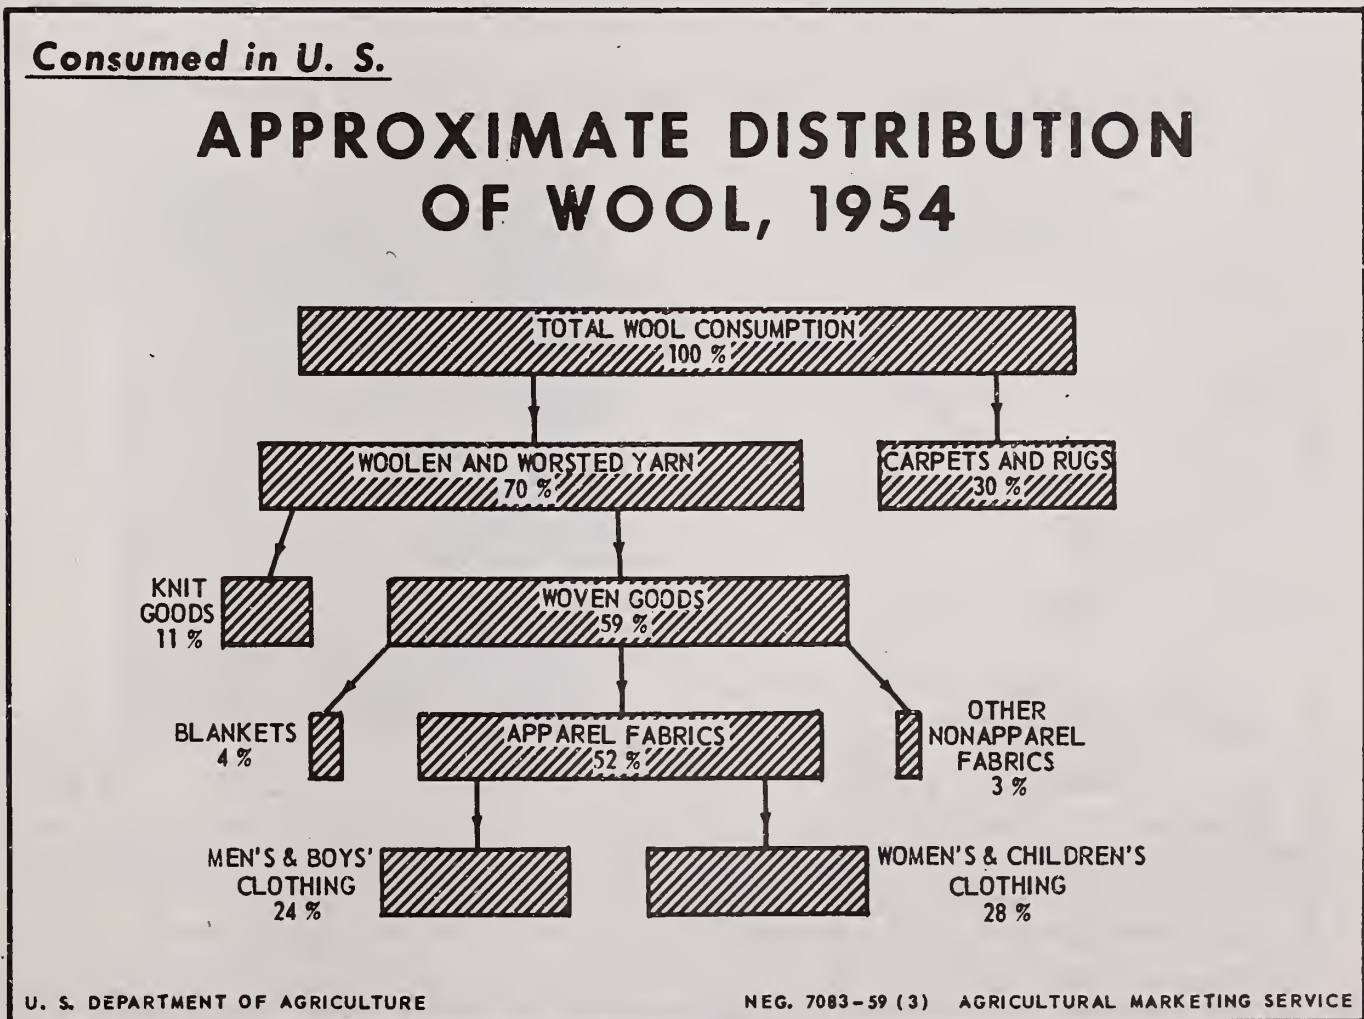 Consumed in U. S.
APPROXIMATE DISTRIBUTION
OF WOOL, 1954
TOTAL WOOL CONSUMPTION
100 %
WOOLEN AND WORSTED YARN
70 %
CARPETS AND RUGS
30 %
KNIT
GOODS
11 %
WOVEN GOODS
59 %
BLANKETS
4 %
APPAREL FABRICS
52 %
OTHER
NONAPPAREL
FABRICS
3 %
MEN'S & BOYS'
CLOTHING
24 %
WOMEN'S & CHILDREN'S
CLOTHING
28 %
U. S. DEPARTMENT OF AGRICULTURE
NEG. 7083-59 (3) AGRICULTURAL MARKETING SERVICE